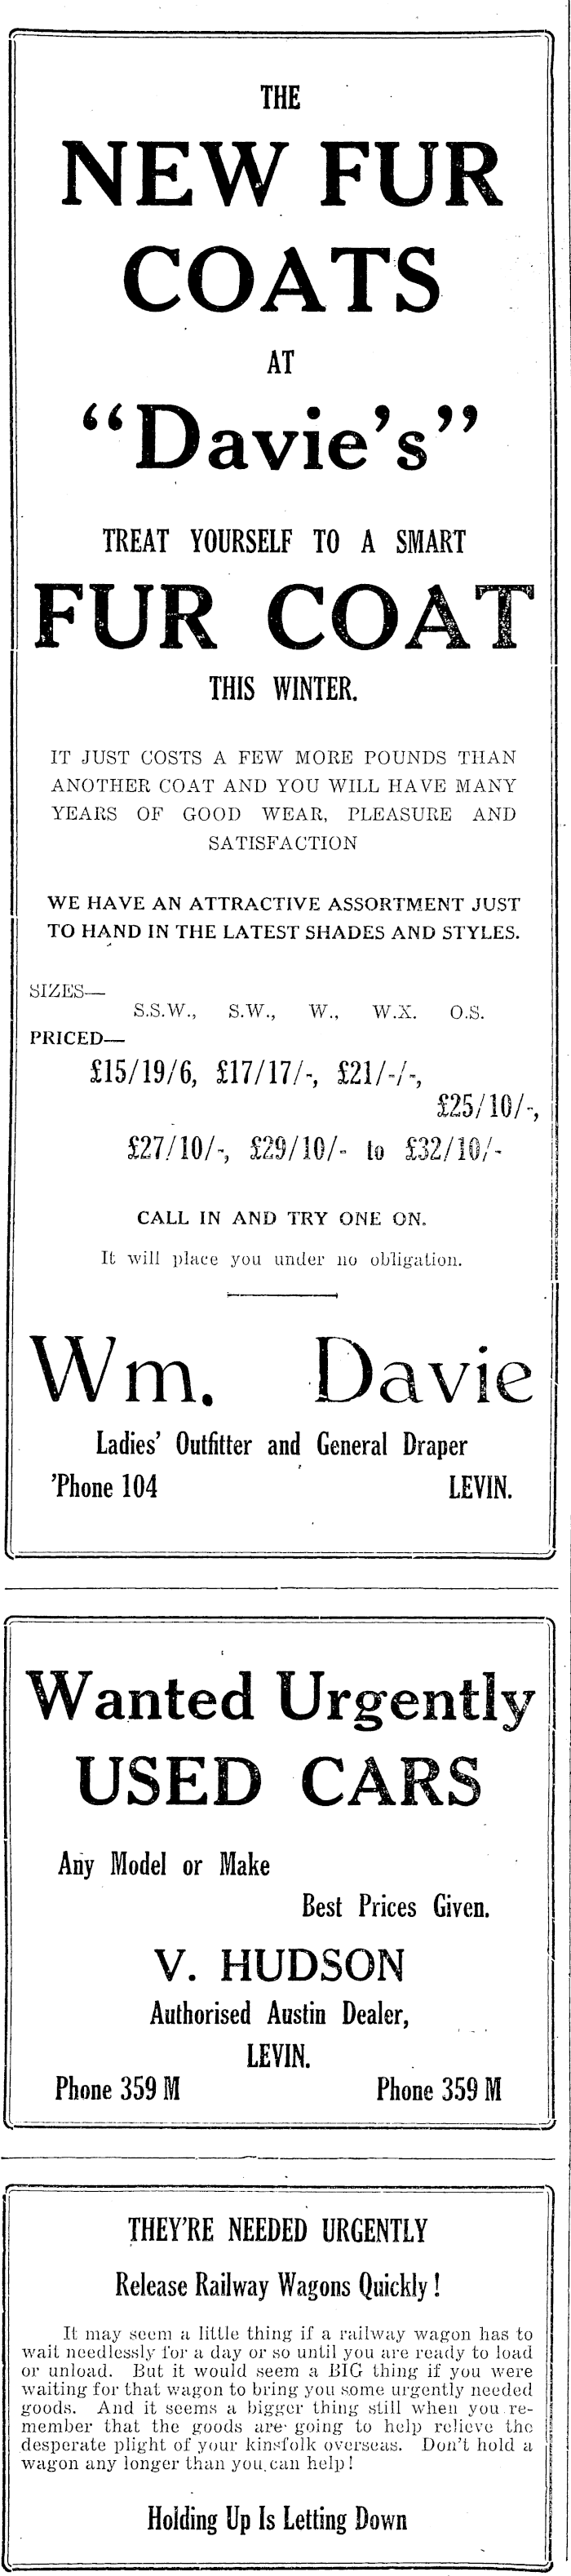 THE
NEW FUR
COATS
AT
"Davie's"
TREAT YOURSELF TO A SMART
FUR COAT
THIS WINTER.
IT JUST COSTS A FEW MORE POUNDS THAN
ANOTHER COAT AND YOU WILL HAVE MANY
YEARS OF GOOD WEAR, PLEASURE AND
SATISFACTION
WE HAVE AN ATTRACTIVE ASSORTMENT JUST
TO HAND IN THE LATEST SHADES AND STYLES.
SIZES—
S.S.W., S.W., W., W.X. O.S.
PRICED—
£15/19/6, £17/17/-, £21/-/-,
£25/10/-,
£27/10/-, £29/10/- to £32/10/-
CALL IN AND TRY ONE ON.
It will place you under no obligation.
Wm. Davie
Ladies' Outfitter and General Draper
'Phone 104 LEVIN.
Wanted Urgently
USED CARS
Any Model or Make
Best Prices Given.
V. HUDSON
Authorised Austin Dealer,
LEVIN.
Phone 359 M Phone 359 M
THEY'RE NEEDED URGENTLY
Release Railway Wagons Quickly!
It may seem a little thing if a railway wagon has to
wait needlessly for a day or so until you are ready to load
or unload. But it would seem a BIG thing if you were
waiting for that wagon to bring you some urgently needed
goods. And it seems a bigger thing still when you re-
member that the goods are going to help relieve the
desperate plight of your kinsfolk overseas. Don't hold a
wagon any longer than you can help!
Holding Up Is Letting Down